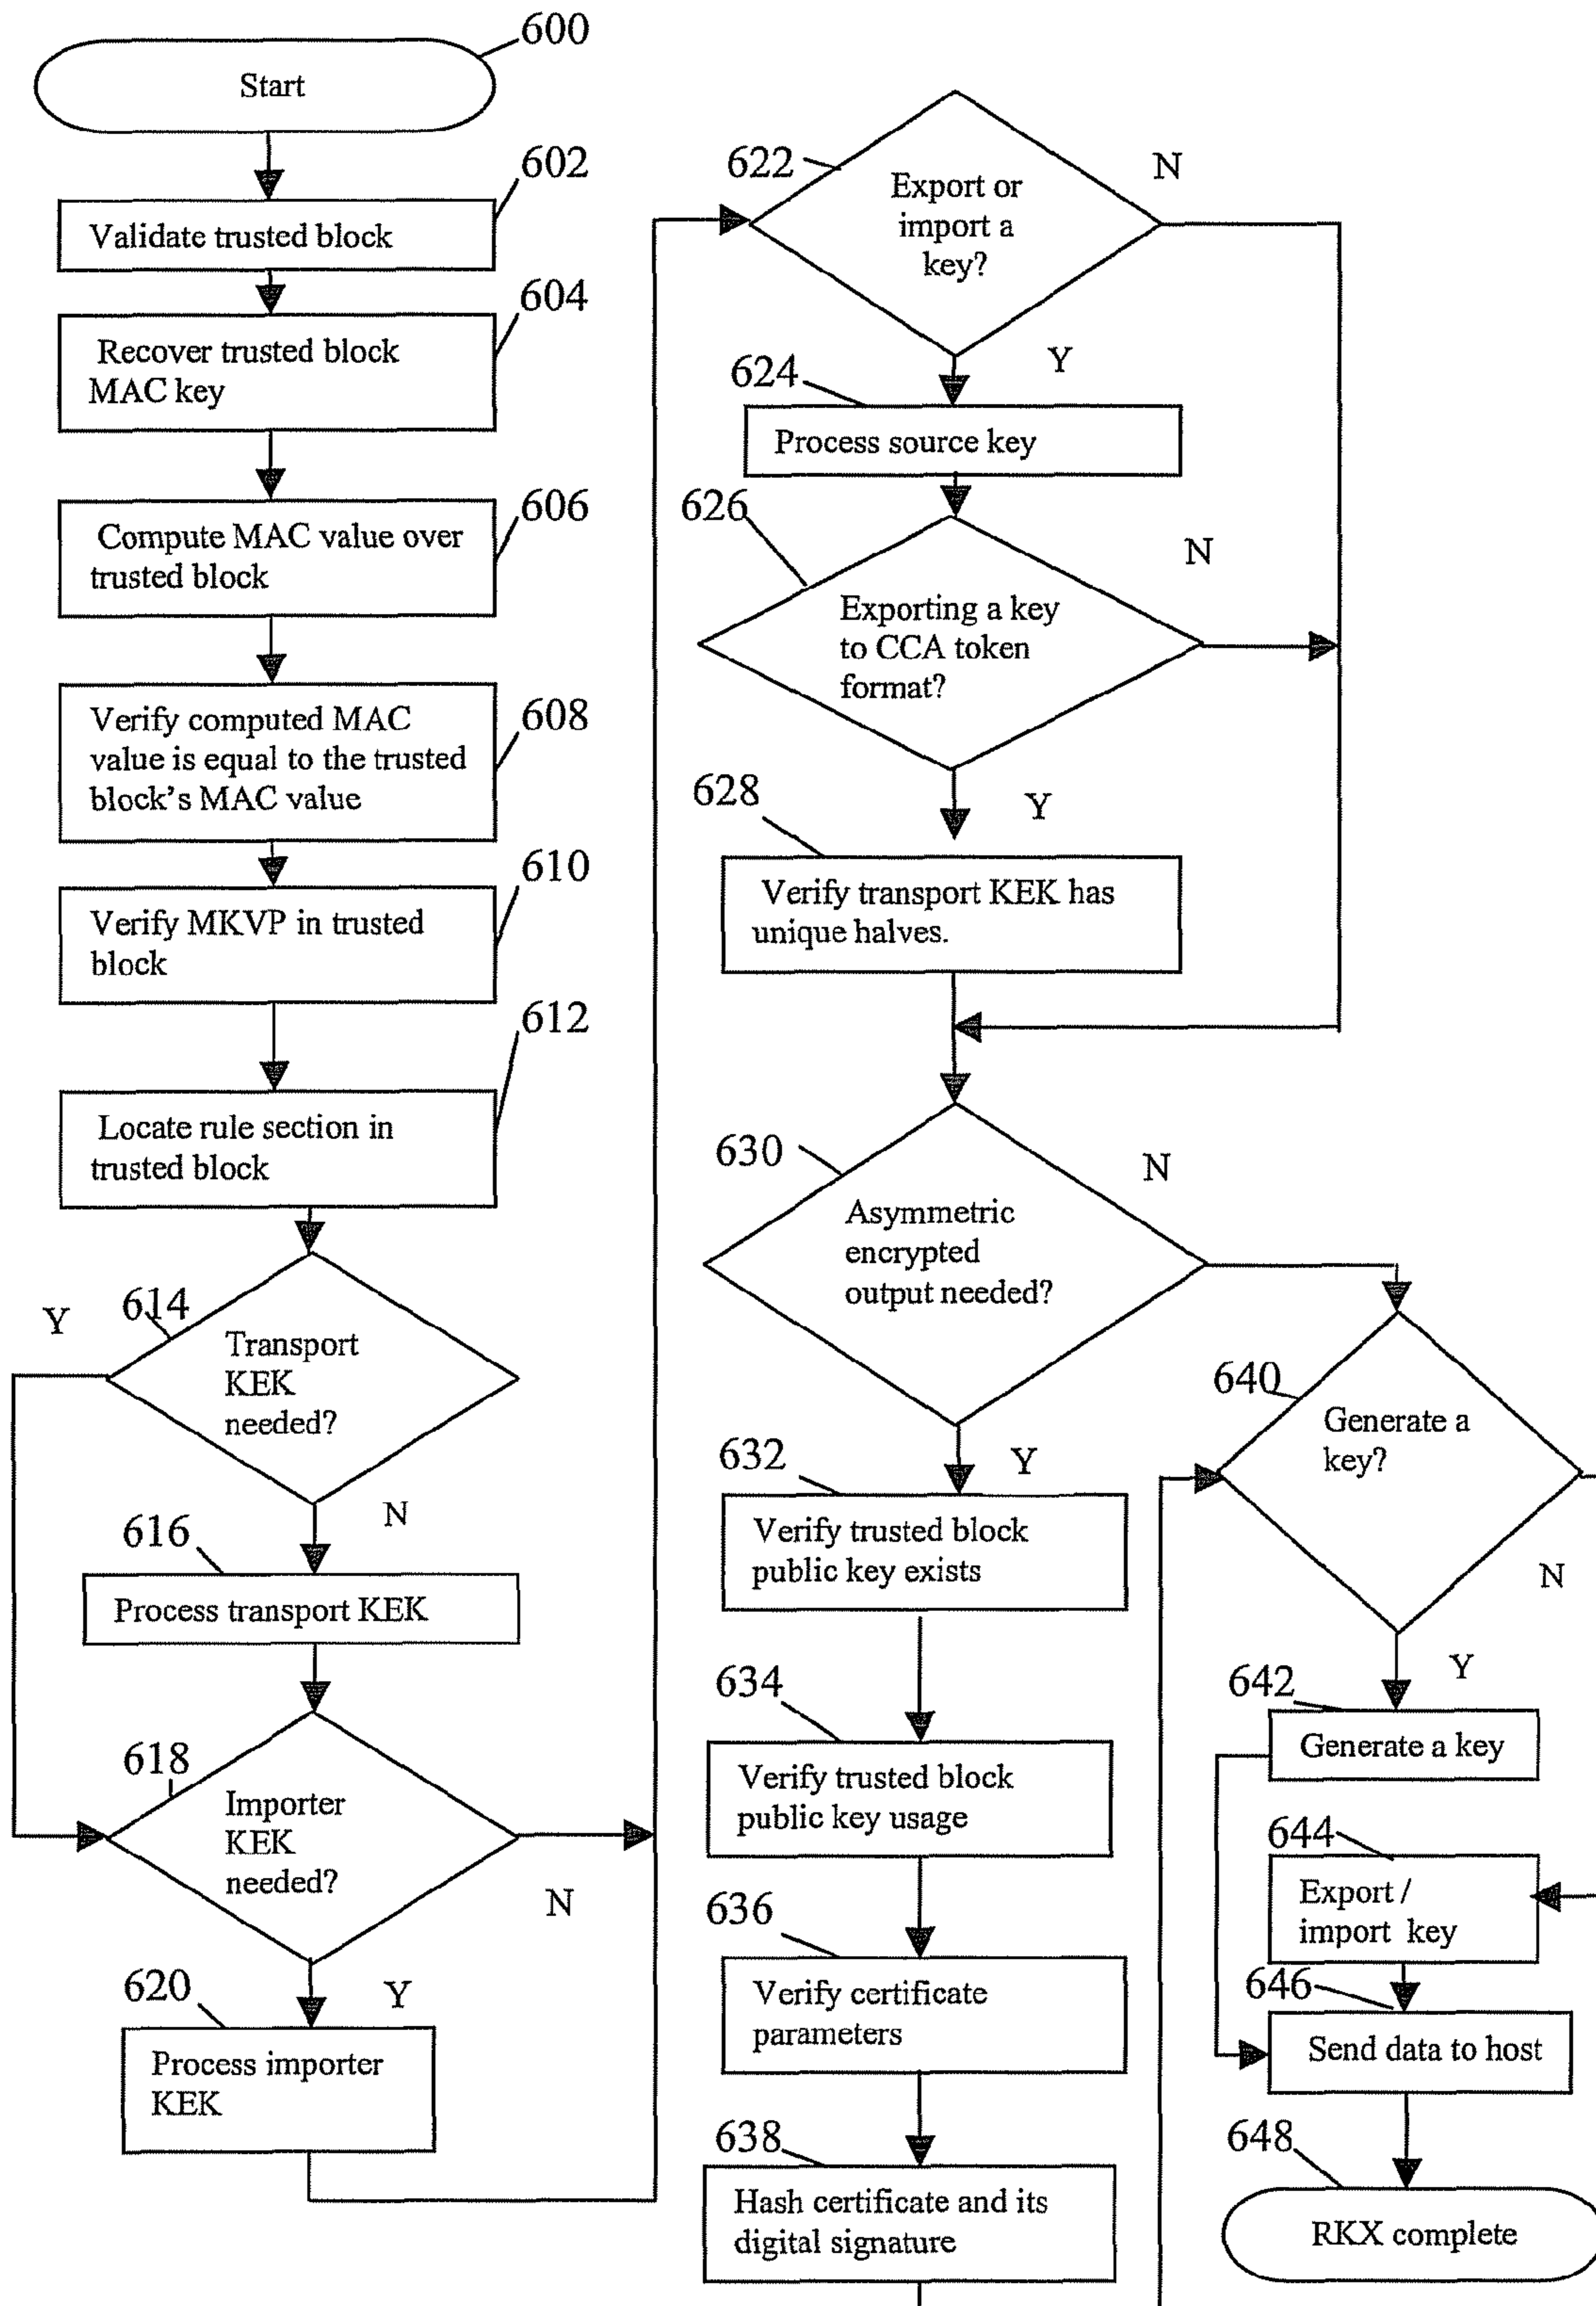 600
Start
602
Validate trusted block
604
Recover trusted block
MAC key
606
Compute MAC value over
trusted block
608
Verify computed MAC
value is equal to the trusted
block's MAC value
610
Verify MKVP in trusted
block
612
Locate rule section in
trusted block
614
Y
Transport
KEK
needed?
N
616
Process transport KEK
618
Importer
KEK
needed?
N
Y
620
Process importer
KEK
622
N
Export or
import a
key?
Y
624
Process source key
626
N
Exporting a key
to CCA token
format?
Y
628
Verify transport KEK has
unique halves.
630
N
Asymmetric
encrypted
output needed?
Y
632
Verify trusted block
public key exists
634
Verify trusted block
public key usage
636
Verify certificate
parameters
638
Hash certificate and its
digital signature
640
Generate a
key?
N
Y
642
Generate a key
644
Export /
import key
646
Send data to host
648
RKX complete